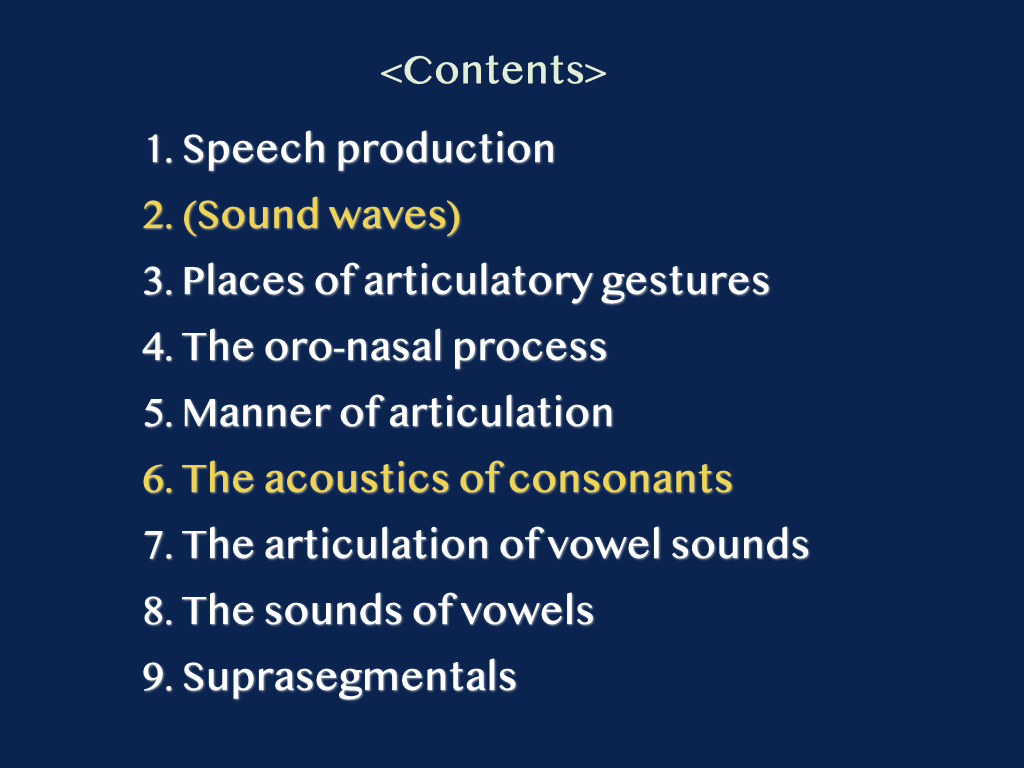 <Contents>
1. Speech production
2. (Sound waves)
3. Places of articulatory gestures
4. The oro-nasal process
5. Manner of articulation
6. The acoustics of consonants
7. The articulation of vowel sounds
8. The sounds of vowels
9. Suprasegmentals